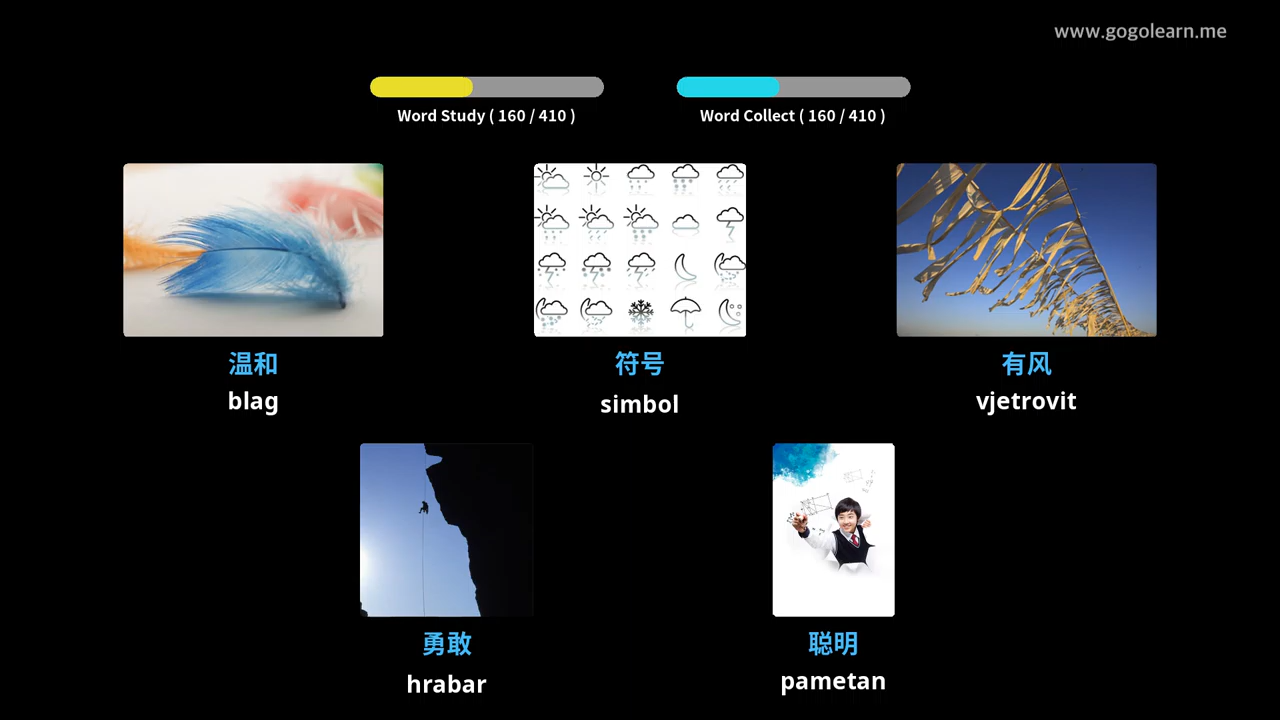 www.gogolearn.me
Word Study ( 160 / 410 )
Word Collect ( 160 / 410 )
温和
blag
符号
simbol
有风
vjetrovit
勇敢
hrabar
聪明
pametan